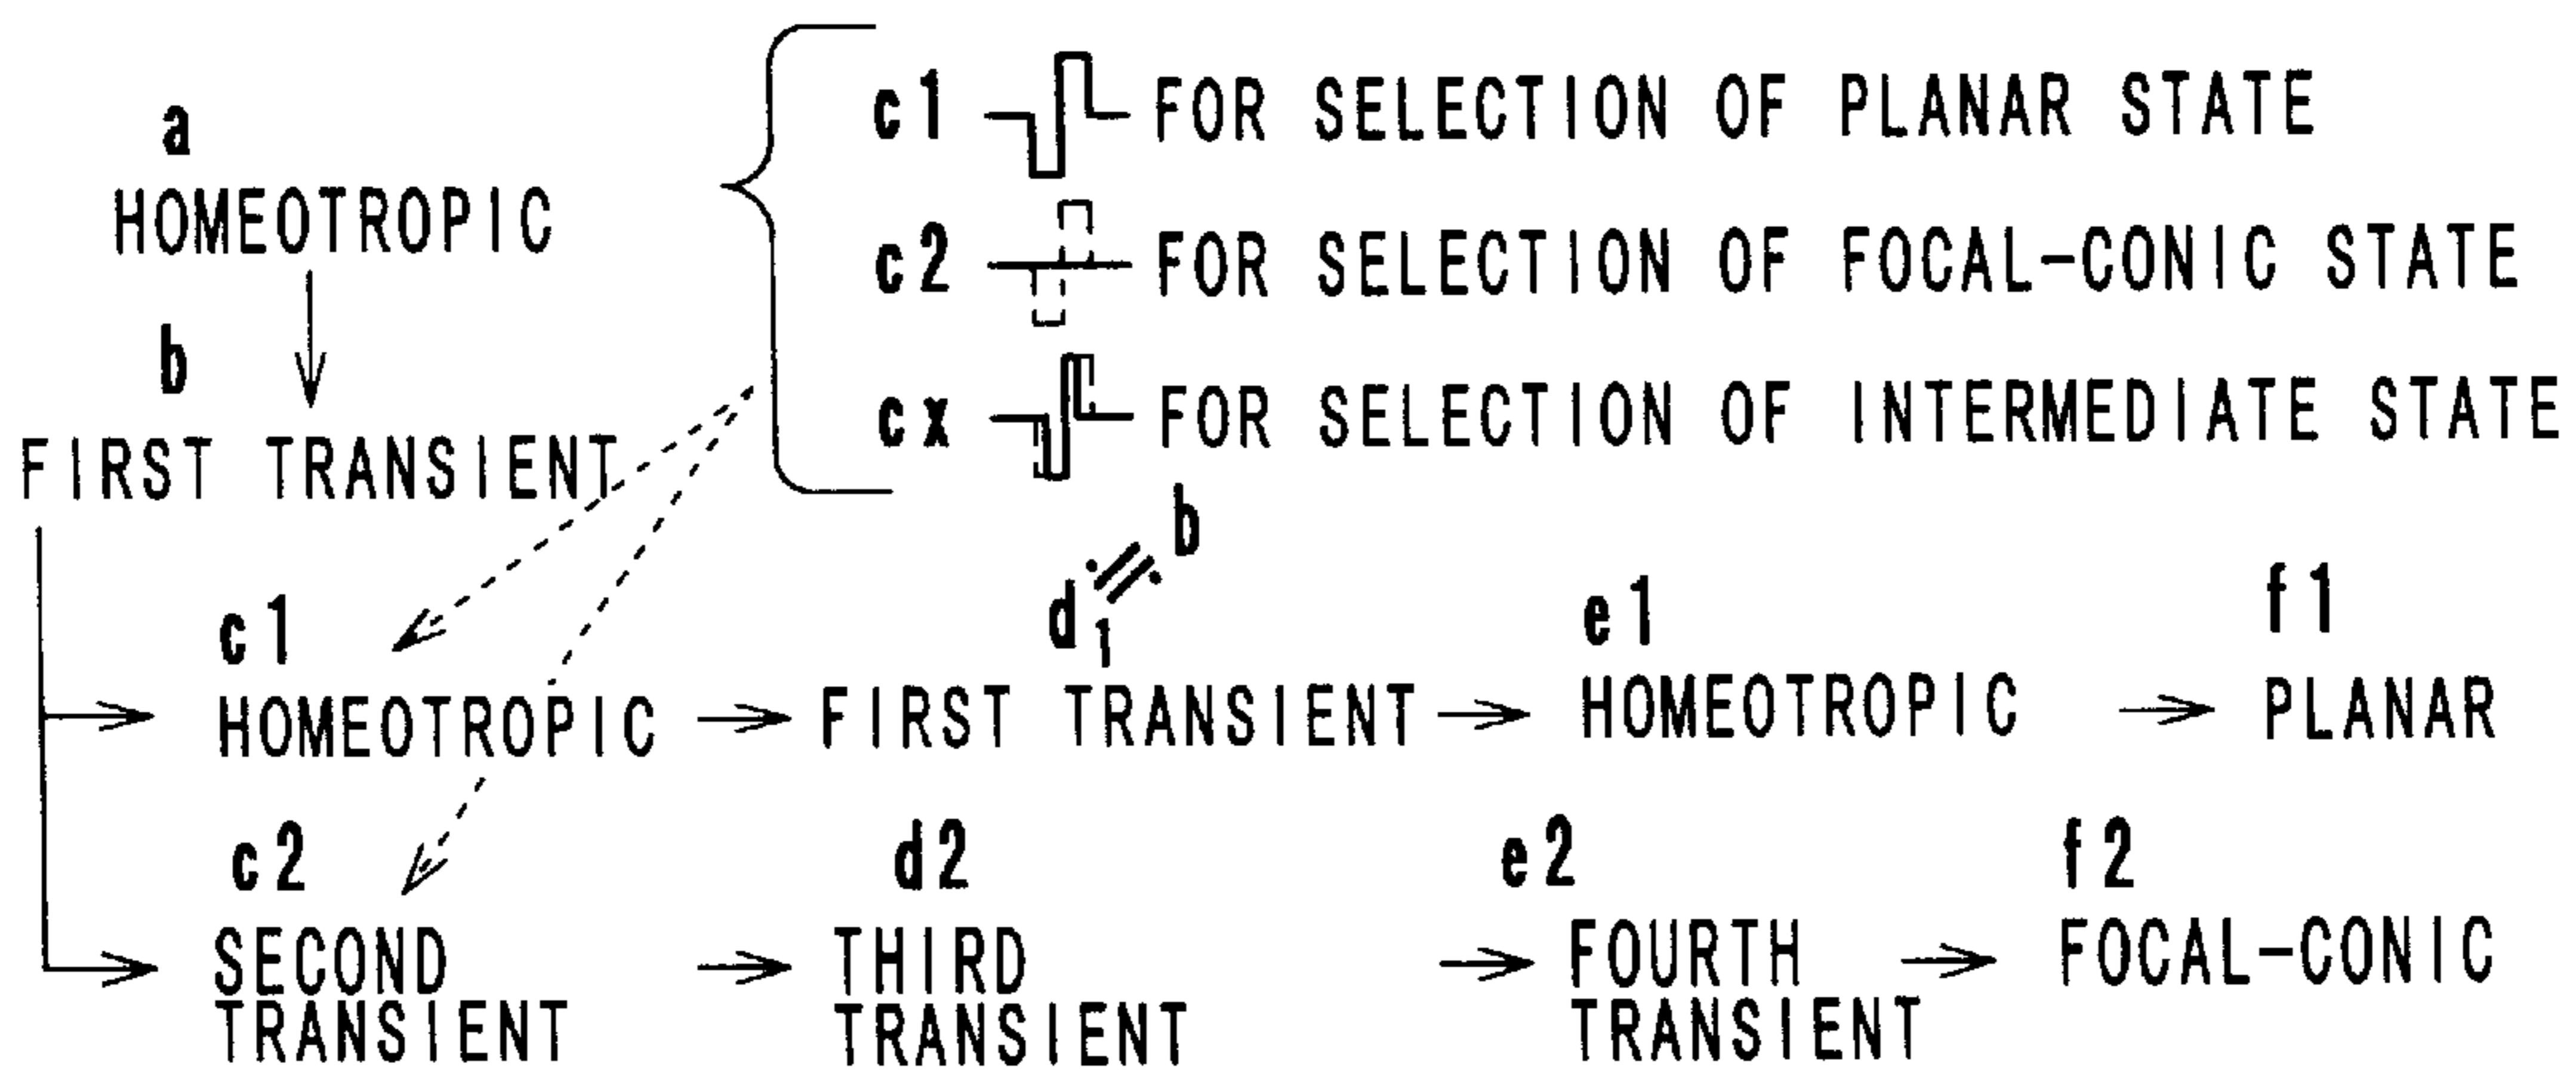 a
HOMEOTROPIC
b
FIRST TRANSIENT
c1 FOR SELECTION OF PLANAR STATE
c2 FOR SELECTION OF FOCAL-CONIC STATE
cx FOR SELECTION OF INTERMEDIATE STATE
d1≒b
c1 e1 f1
HOMEOTROPIC → FIRST TRANSIENT → HOMEOTROPIC → PLANAR
c2 d2 e2 f2
SECOND → THIRD → FOURTH → FOCAL-CONIC
TRANSIENT TRANSIENT TRANSIENT